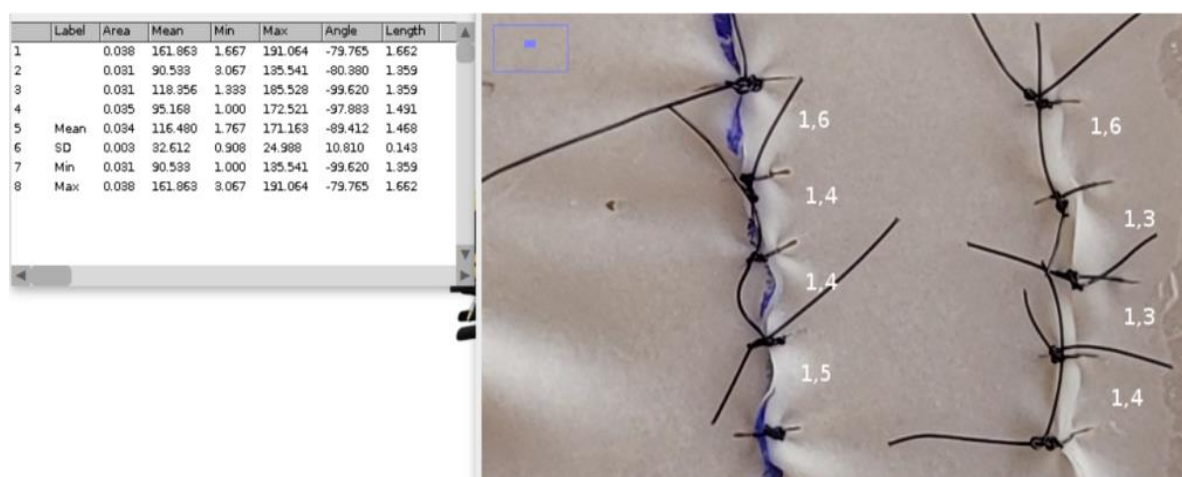 Label Area Mean Min Max Angle Length
1 0.038 161.863 1.667 191.064 -79.765 1.662
2 0.031 90.533 3.067 135.541 -80.380 1.359
3 0.031 118.356 1.333 185.528 -99.620 1.359
4 0.035 95.168 1.000 172.521 -97.883 1.491
5 Mean 0.034 116.480 1.767 171.163 -89.412 1.468
6 SD 0.003 32.612 0.908 24.988 10.810 0.143
7 Min 0.031 90.533 1.000 135.541 -99.620 1.359
8 Max 0.038 161.863 3.067 191.064 -79.765 1.662
1,6
1,4
1,4
1,5
1,6
1,3
1,3
1,4